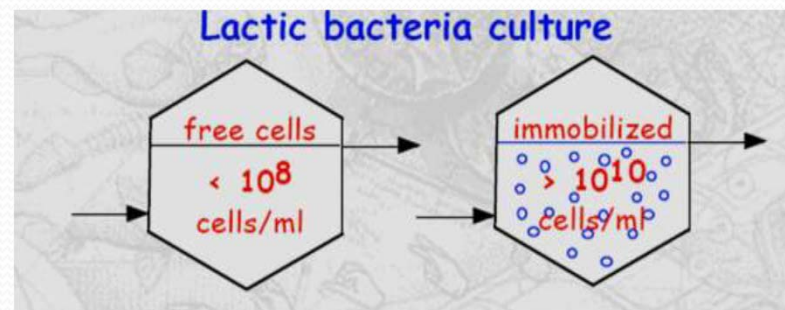 Lactic bacteria culture
free cells
< 10⁸
cells/ml
immobilized
> 10¹⁰
cells/ml